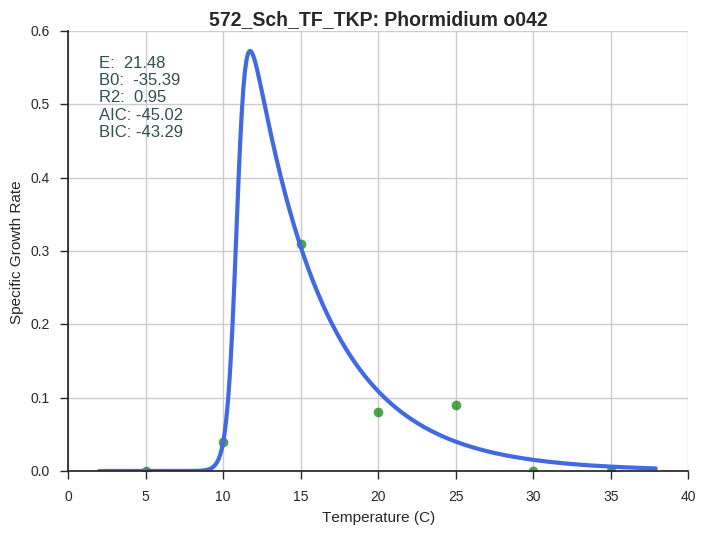 572_Sch_TF_TKP: Phormidium o042
E:  21.48
B0:  -35.39
R2:  0.95
AIC: -45.02
BIC: -43.29
Specific Growth Rate
0.6
0.5
0.4
0.3
0.2
0.1
0.0
0 5 10 15 20 25 30 35 40
Temperature (C)